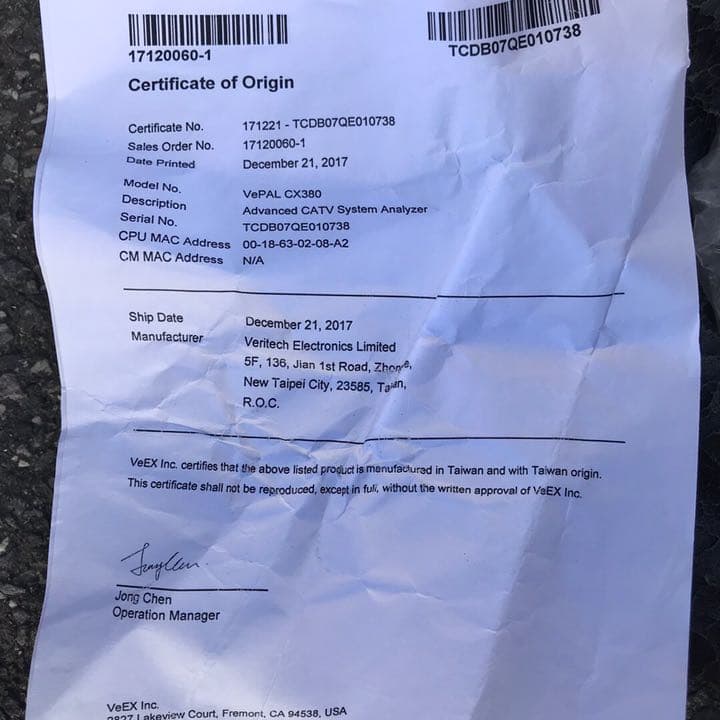 17120060-1
TCDB07QE010738
Certificate of Origin
Certificate No. 171221 - TCDB07QE010738
Sales Order No. 17120060-1
Date Printed December 21, 2017
Model No. VePAL CX380
Description Advanced CATV System Analyzer
Serial No. TCDB07QE010738
CPU MAC Address 00-18-63-02-08-A2
CM MAC Address N/A
Ship Date December 21, 2017
Manufacturer Veritech Electronics Limited
5F, 136, Jian 1st Road,
New Taipei City, 23585,
R.O.C.
VeEX Inc. certifies that the above listed product is manufactured in Taiwan and with Taiwan origin.
This certificate shall not be reproduced, except in full, without the written approval of VeEX Inc.
Jong Chen
Operation Manager
VeEX Inc.
Lakeview Court, Fremont, CA 94538, USA